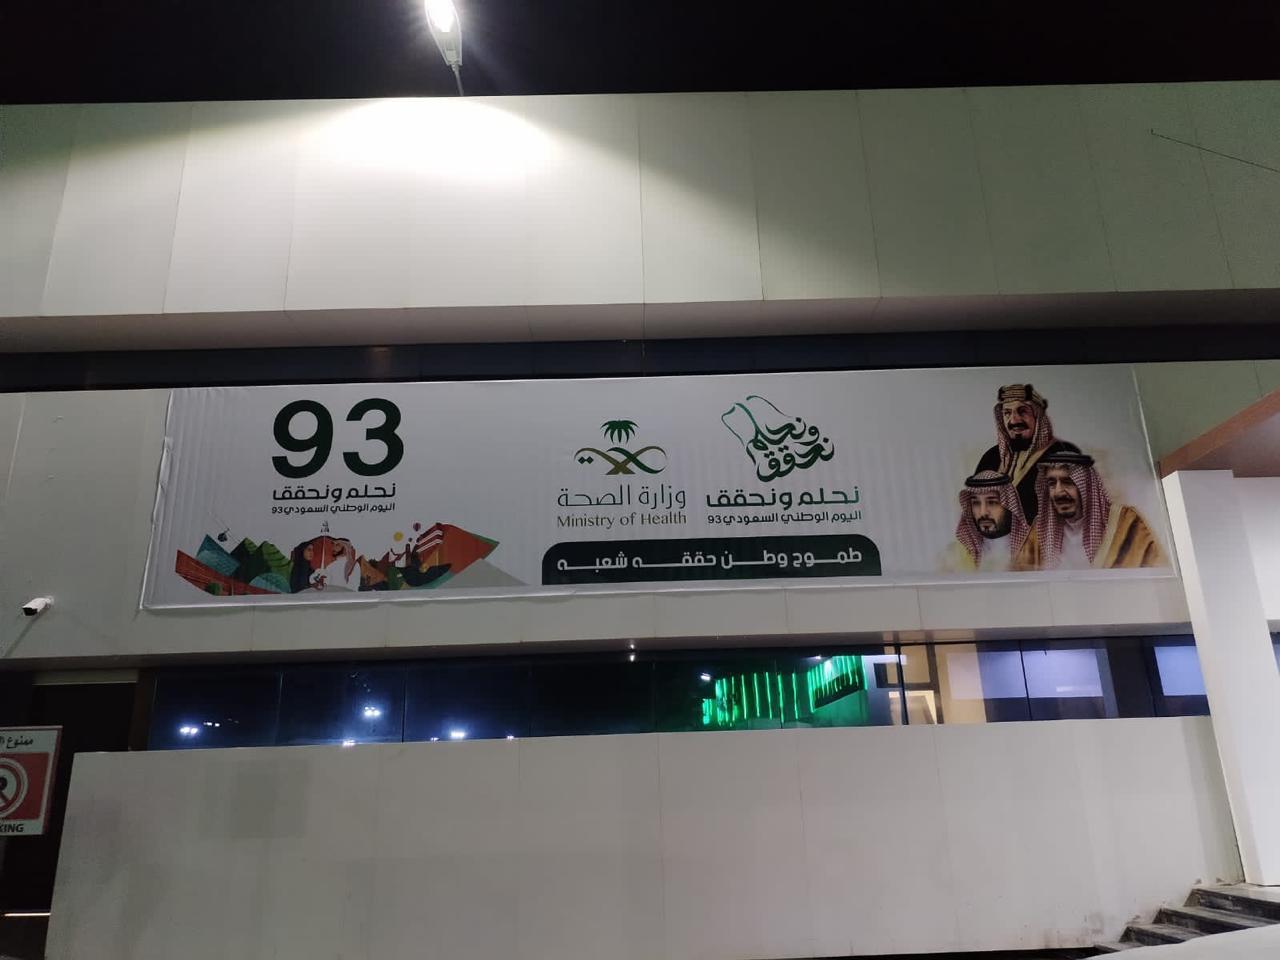 93
نحلم ونحقق
اليوم الوطني السعودي 93
وزارة الصحة
Ministry of Health
نحلم ونحقق
نحلم ونحقق
اليوم الوطني السعودي 93
طموح وطن حققه شعبه
ممنوع
KING